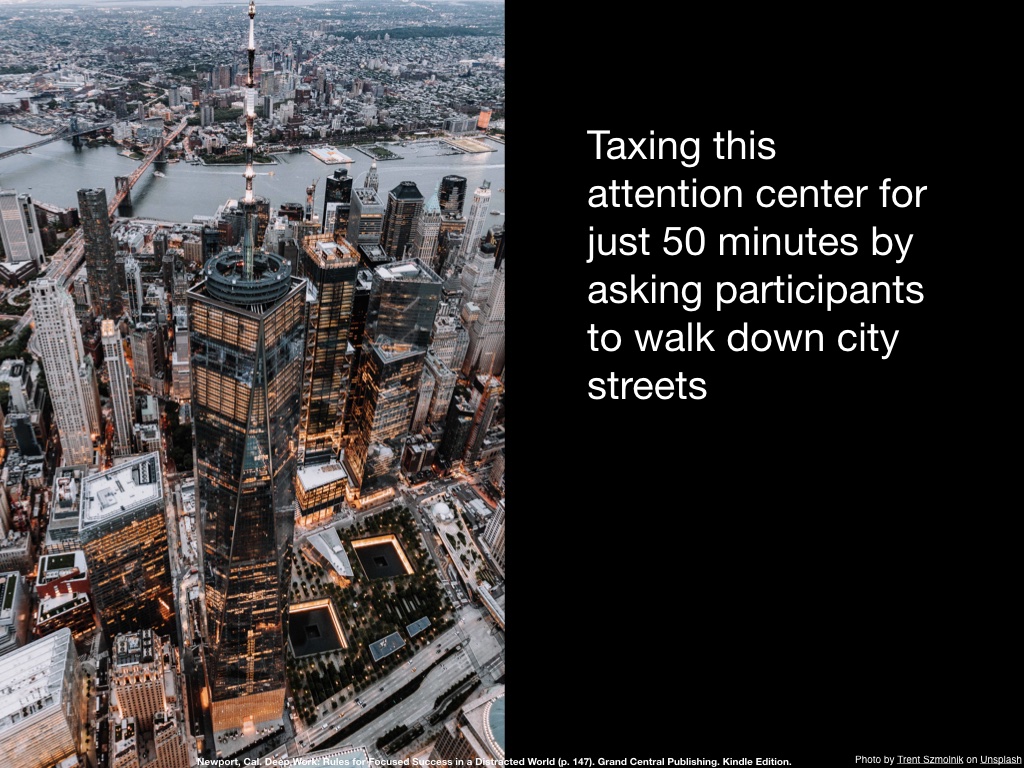 Taxing this
attention center for
just 50 minutes by
asking participants
to walk down city
streets
Newport, Cal. Deep Work: Rules for Focused Success in a Distracted World (p. 147). Grand Central Publishing. Kindle Edition.
Photo by Trent Szmolnik on Unsplash